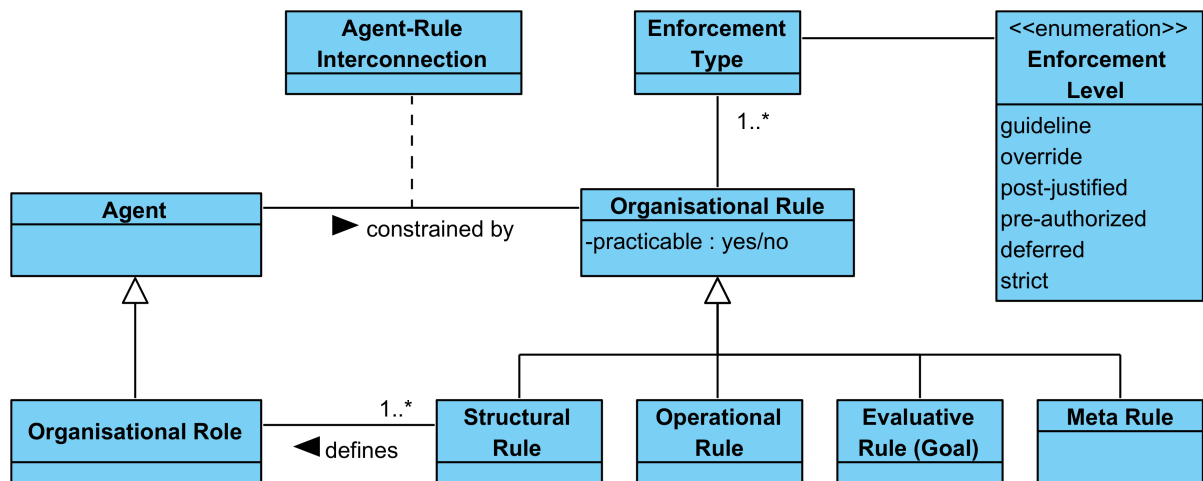 Agent-Rule
Interconnection
Enforcement
Type
<<enumeration>>
Enforcement
Level
guideline
override
post-justified
pre-authorized
deferred
strict
1..*
Agent
constrained by
Organisational Rule
-practicable : yes/no
Organisational Role
1..*
defines
Structural
Rule
Operational
Rule
Evaluative
Rule (Goal)
Meta Rule